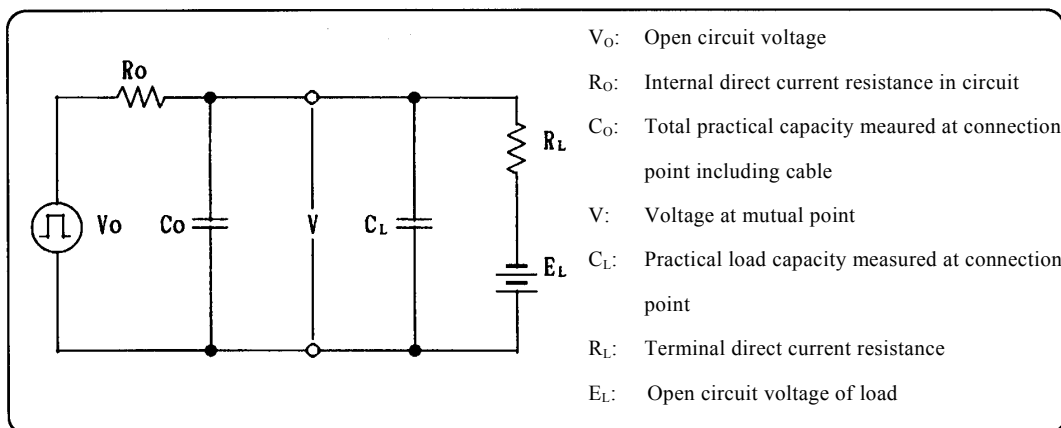 Ro
Vo
Co
V
CL
RL
EL
VO: Open circuit voltage
RO: Internal direct current resistance in circuit
CO: Total practical capacity meaured at connection
point including cable
V: Voltage at mutual point
CL: Practical load capacity measured at connection
point
RL: Terminal direct current resistance
EL: Open circuit voltage of load